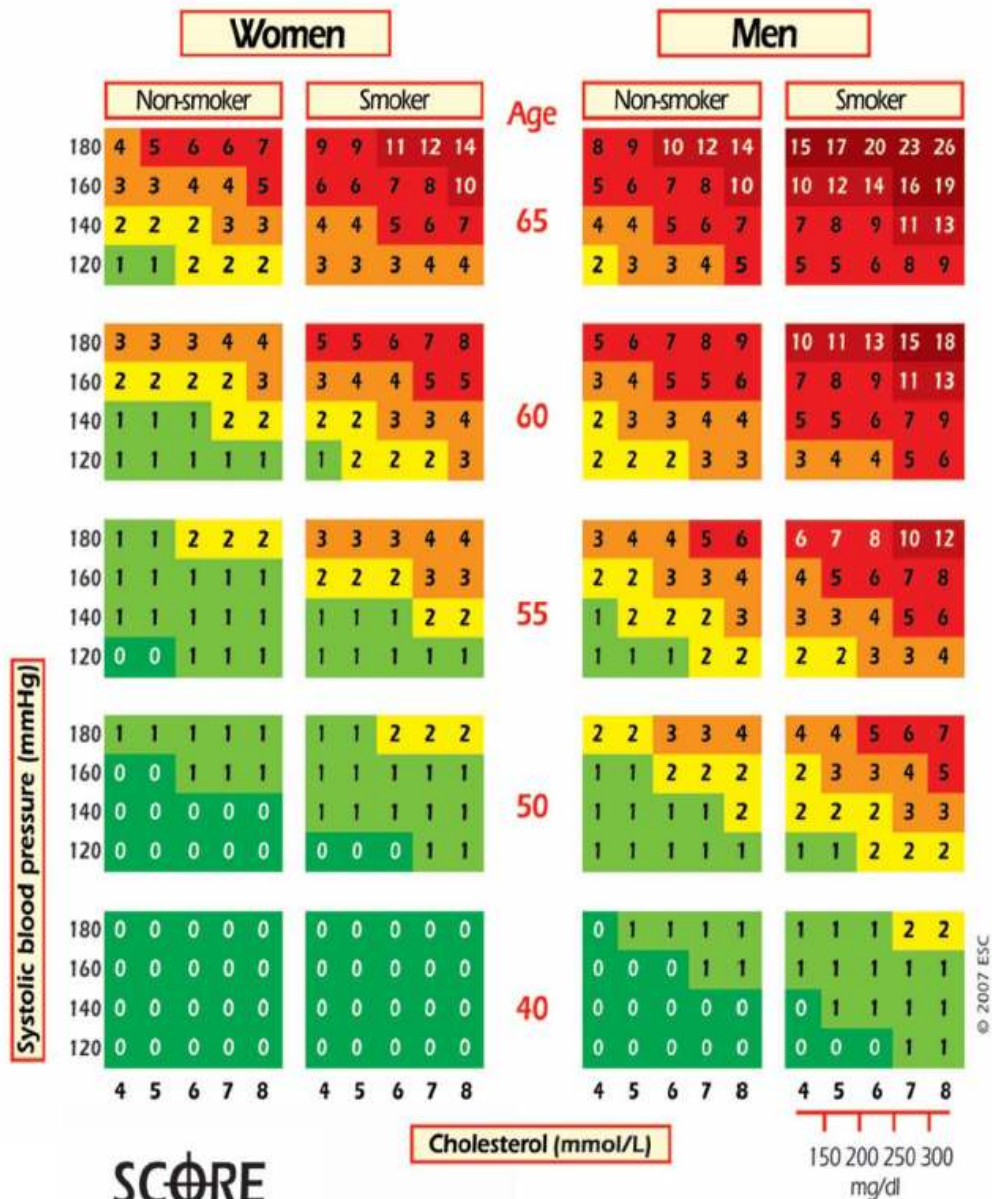 Women Men
Non-smoker Smoker Age Non-smoker Smoker
180 4 5 6 6 7 9 9 11 12 14 8 9 10 12 14 15 17 20 23 26
160 3 3 4 4 5 6 6 7 8 10 5 6 7 8 10 10 12 14 16 19
65
140 2 2 2 3 3 4 4 5 6 7 4 4 5 6 7 7 8 9 11 13
120 1 1 2 2 2 3 3 3 4 4 2 3 3 4 5 5 5 6 8 9
180 3 3 3 4 4 5 5 6 7 8 5 6 7 8 9 10 11 13 15 18
160 2 2 2 2 3 3 4 4 5 5 3 4 5 5 6 7 8 9 11 13
60
140 1 1 1 2 2 2 2 3 3 4 2 3 3 4 4 5 5 6 7 9
120 1 1 1 1 1 1 2 2 2 3 2 2 2 3 3 3 4 4 5 6
180 1 1 2 2 2 3 3 3 4 4 3 4 4 5 6 6 7 8 10 12
160 1 1 1 1 1 2 2 2 3 3 2 2 3 3 4 4 5 6 7 8
55
140 1 1 1 1 1 1 1 1 2 2 1 2 2 2 3 3 3 4 5 6
120 0 0 1 1 1 1 1 1 1 1 1 1 1 2 2 2 2 3 3 4
180 1 1 1 1 1 1 1 2 2 2 2 2 3 3 4 4 4 5 6 7
160 0 0 1 1 1 1 1 1 1 1 1 1 2 2 2 2 3 3 4 5
50
140 0 0 0 0 0 1 1 1 1 1 1 1 1 1 2 2 2 2 3 3
120 0 0 0 0 0 0 0 0 1 1 1 1 1 1 1 1 1 2 2 2
180 0 0 0 0 0 0 0 0 0 0 0 1 1 1 1 1 1 1 2 2
160 0 0 0 0 0 0 0 0 0 0 0 0 0 1 1 1 1 1 1 1
40
140 0 0 0 0 0 0 0 0 0 0 0 0 0 0 0 0 1 1 1 1
120 0 0 0 0 0 0 0 0 0 0 0 0 0 0 0 0 0 0 1 1
4 5 6 7 8 4 5 6 7 8 4 5 6 7 8 4 5 6 7 8
Systolic blood pressure (mmHg)
Cholesterol (mmol/L)
150 200 250 300
mg/dl
© 2007 ESC
SCORE